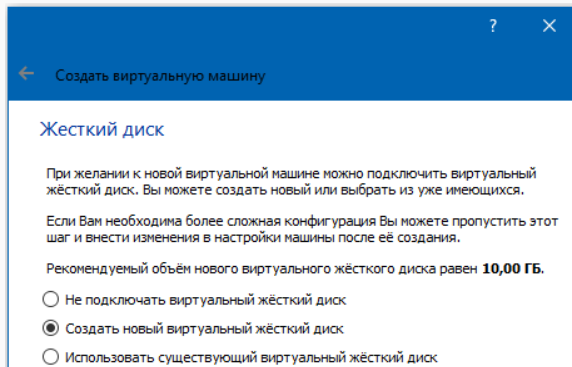 ?
Создать виртуальную машину
Жесткий диск
При желании к новой виртуальной машине можно подключить виртуальный
жёсткий диск. Вы можете создать новый или выбрать из уже имеющихся.
Если Вам необходима более сложная конфигурация Вы можете пропустить этот
шаг и внести изменения в настройки машины после её создания.
Рекомендуемый объём нового виртуального жёсткого диска равен 10,00 ГБ.
Не подключать виртуальный жёсткий диск
Создать новый виртуальный жёсткий диск
Использовать существующий виртуальный жёсткий диск